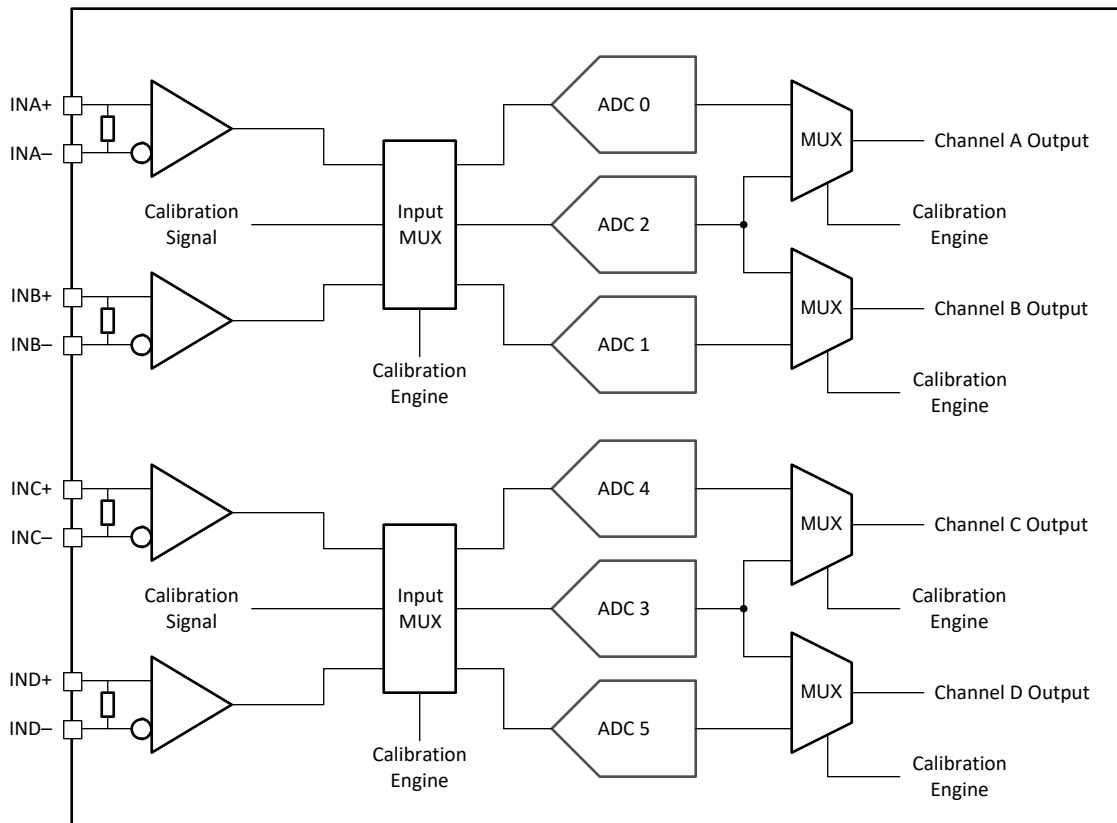 INA+
INA–
ADC 0
MUX
Channel A Output
Calibration
Signal
Input
MUX
ADC 2
Calibration
Engine
INB+
INB–
ADC 1
MUX
Channel B Output
Calibration
Engine
Calibration
Engine
INC+
INC–
ADC 4
MUX
Channel C Output
Calibration
Signal
Input
MUX
ADC 3
Calibration
Engine
IND+
IND–
ADC 5
MUX
Channel D Output
Calibration
Engine
Calibration
Engine